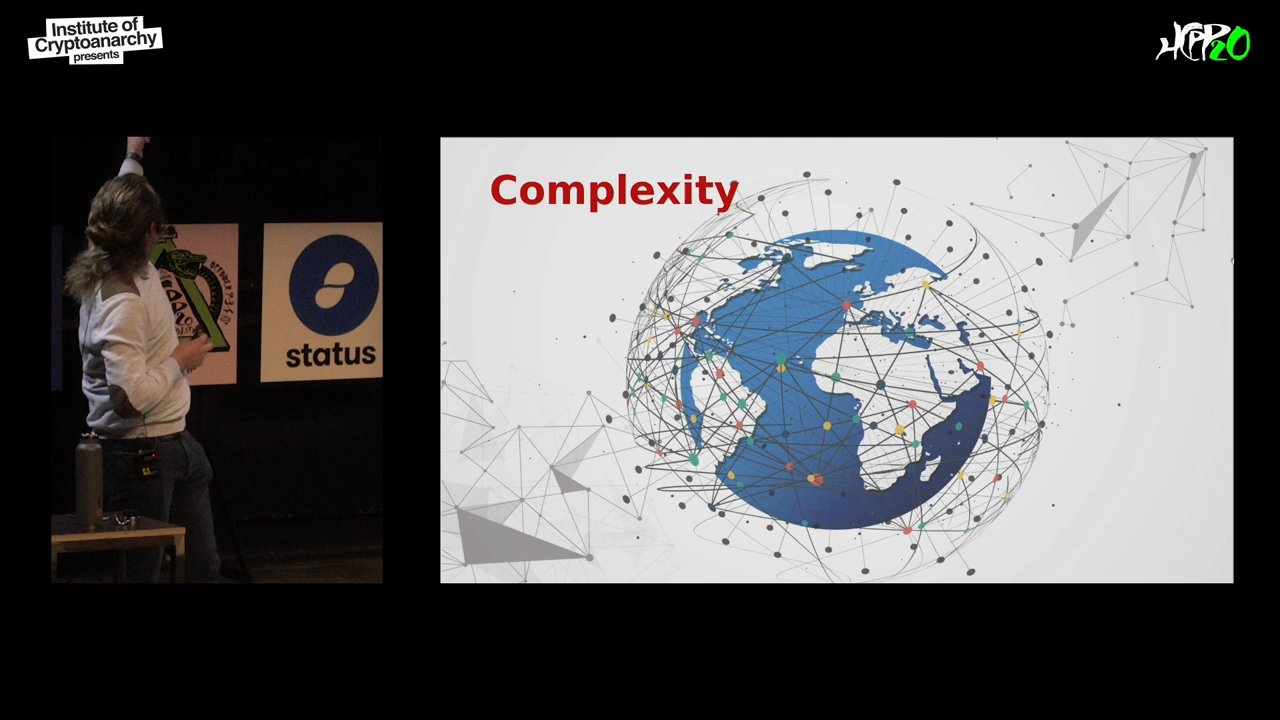 Institute of
Cryptoanarchy
presents
HCPP20
Complexity
status